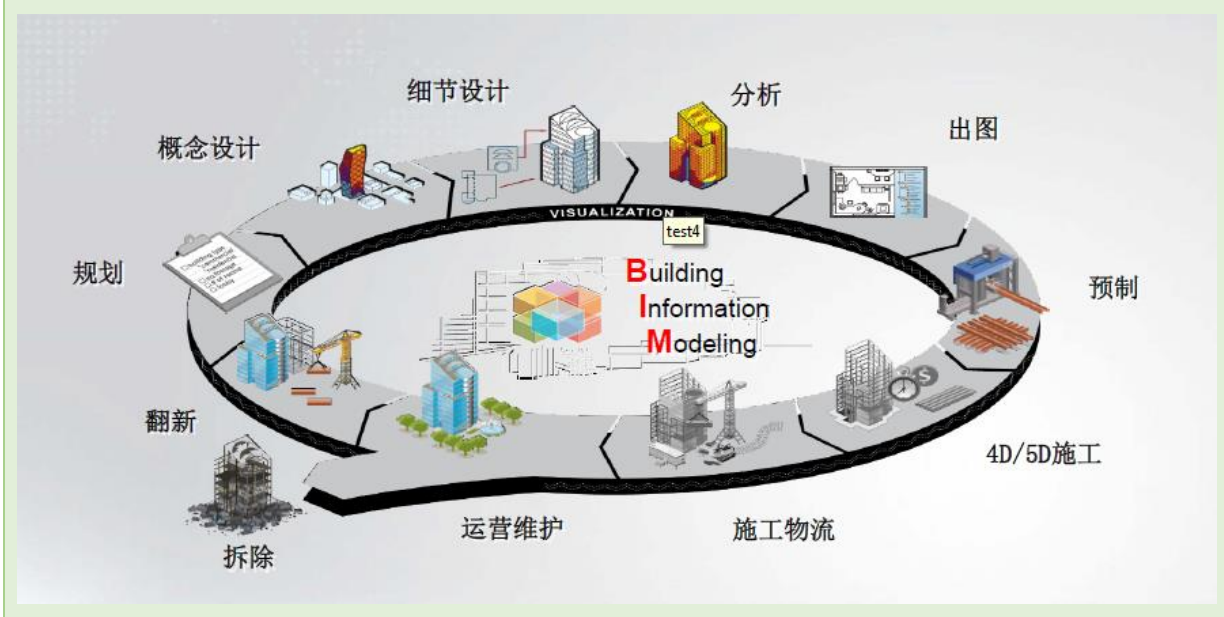 细节设计
分析
出图
概念设计
VISUALIZATION
test4
规划
Building
Information
Modeling
预制
翻新
4D/5D施工
运营维护
施工物流
拆除